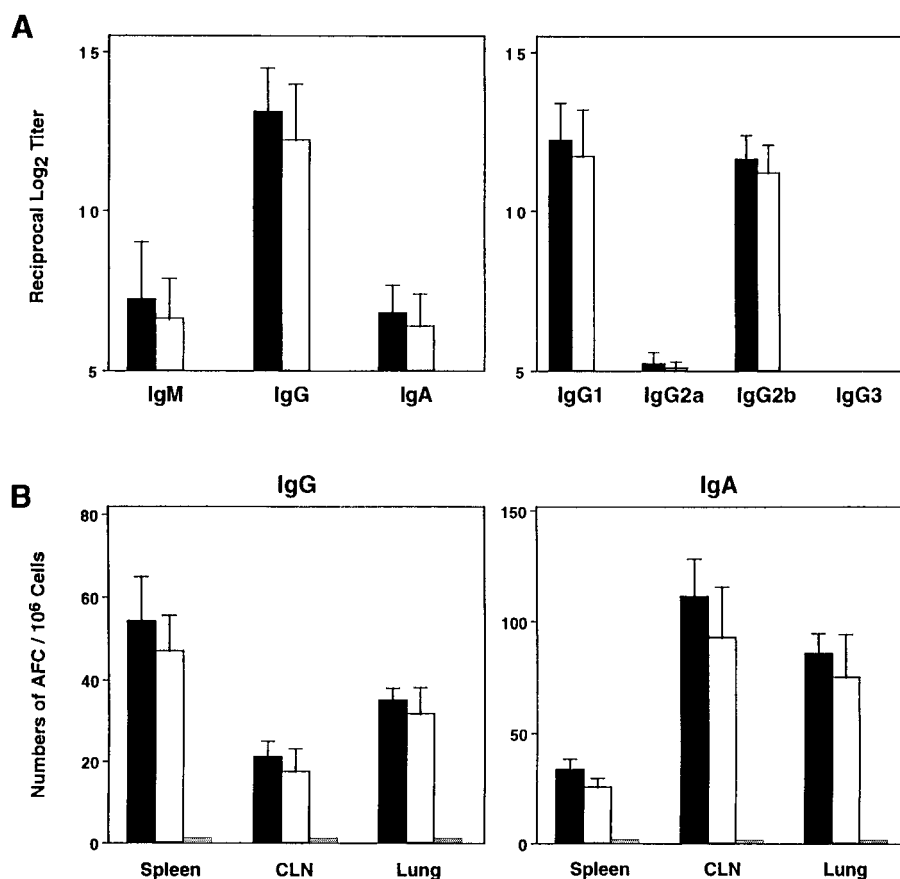 A
Reciprocal Log2 Titer
15
10
5
IgM IgG IgA
15
10
5
IgG1 IgG2a IgG2b IgG3
B
IgG
Numbers of AFC / 10⁶ Cells
80
60
40
20
0
Spleen CLN Lung
IgA
150
100
50
0
Spleen CLN Lung